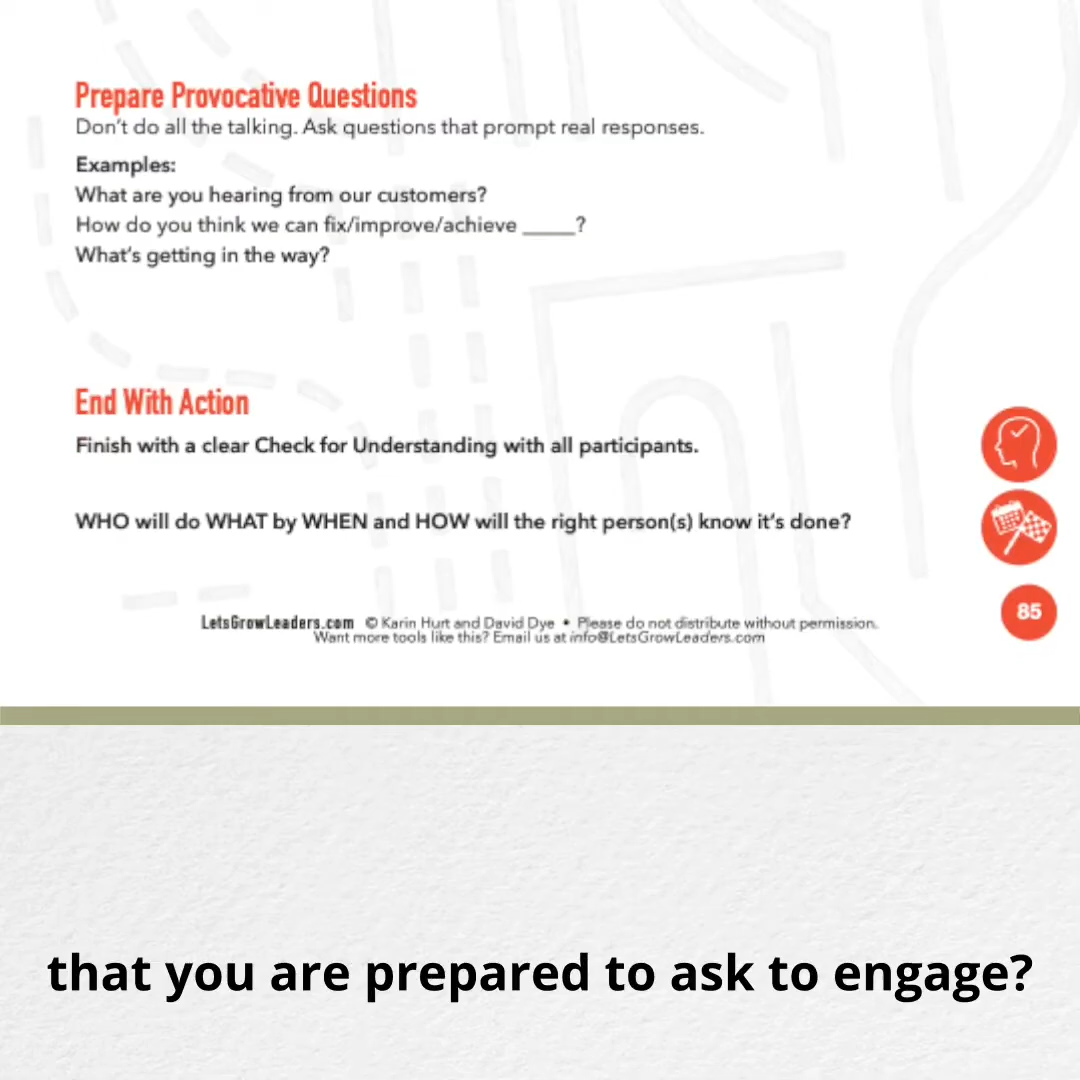 Prepare Provocative Questions
Don't do all the talking. Ask questions that prompt real responses.
Examples:
What are you hearing from our customers?
How do you think we can fix/improve/achieve _____?
What's getting in the way?
End With Action
Finish with a clear Check for Understanding with all participants.
WHO will do WHAT by WHEN and HOW will the right person(s) know it's done?
85
LetsGrowLeaders.com © Karin Hurt and David Dye • Please do not distribute without permission.
Want more tools like this? Email us at info@LetsGrowLeaders.com
that you are prepared to ask to engage?